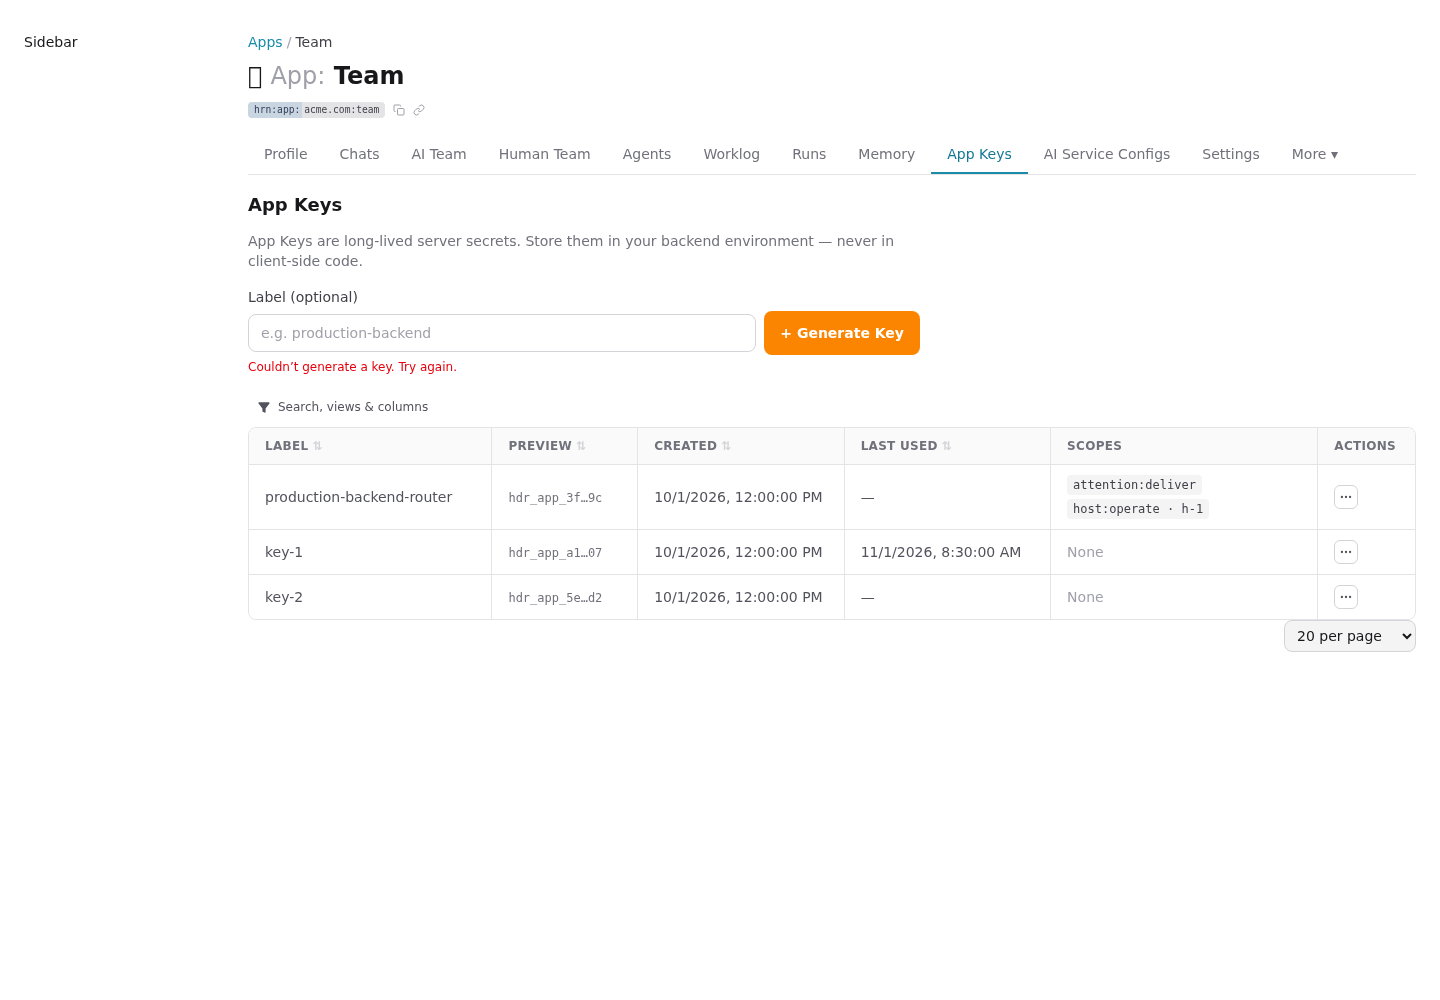 Sidebar
Apps / Team
App: Team
hrn:app: acme.com:team
Profile Chats AI Team Human Team Agents Worklog Runs Memory App Keys AI Service Configs Settings More ▾
App Keys
App Keys are long-lived server secrets. Store them in your backend environment — never in
client-side code.
Label (optional)
e.g. production-backend
+ Generate Key
Couldn’t generate a key. Try again.
Search, views & columns
LABEL ⇅ PREVIEW ⇅ CREATED ⇅ LAST USED ⇅ SCOPES ACTIONS
production-backend-router hdr_app_3f…9c 10/1/2026, 12:00:00 PM — attention:deliver
host:operate · h-1
key-1 hdr_app_a1…07 10/1/2026, 12:00:00 PM 11/1/2026, 8:30:00 AM None
key-2 hdr_app_5e…d2 10/1/2026, 12:00:00 PM — None
20 per page